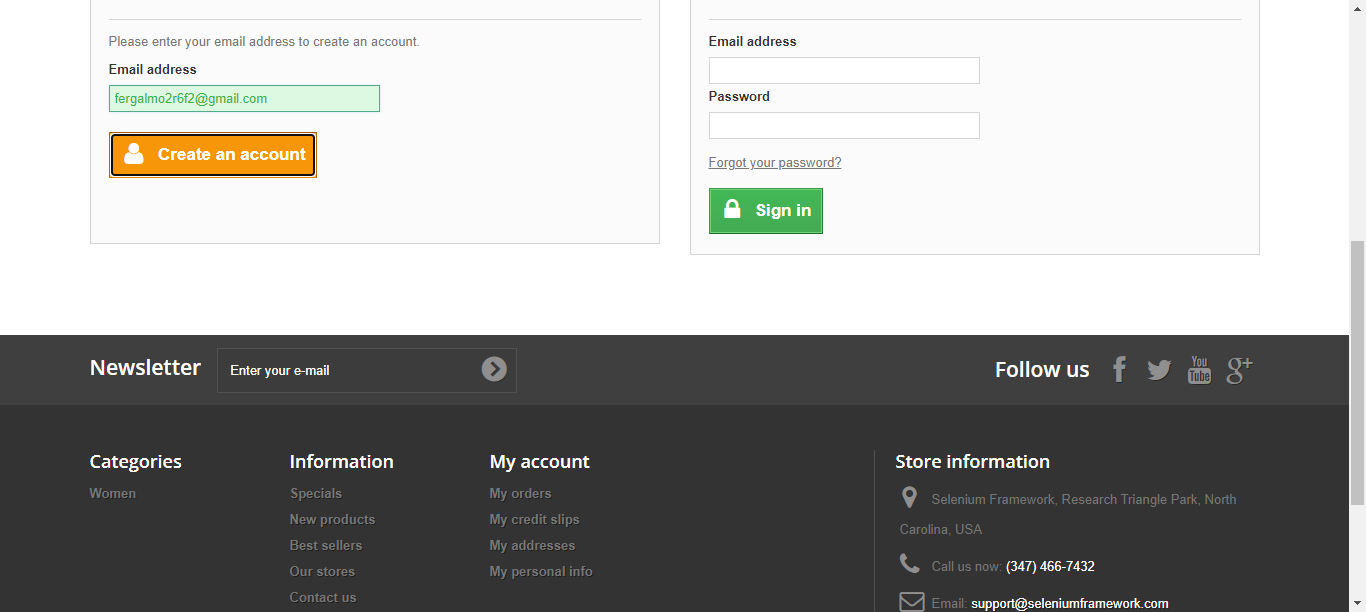 Please enter your email address to create an account.
Email address
fergalmo2r6f2@gmail.com
Create an account
Email address
Password
Forgot your password?
Sign in
Newsletter
Enter your e-mail
Follow us
You
Tube
g+
Categories
Women
Information
Specials
New products
Best sellers
Our stores
Contact us
My account
My orders
My credit slips
My addresses
My personal info
Store information
Selenium Framework, Research Triangle Park, North
Carolina, USA
Call us now: (347) 466-7432
Email: support@seleniumframework.com